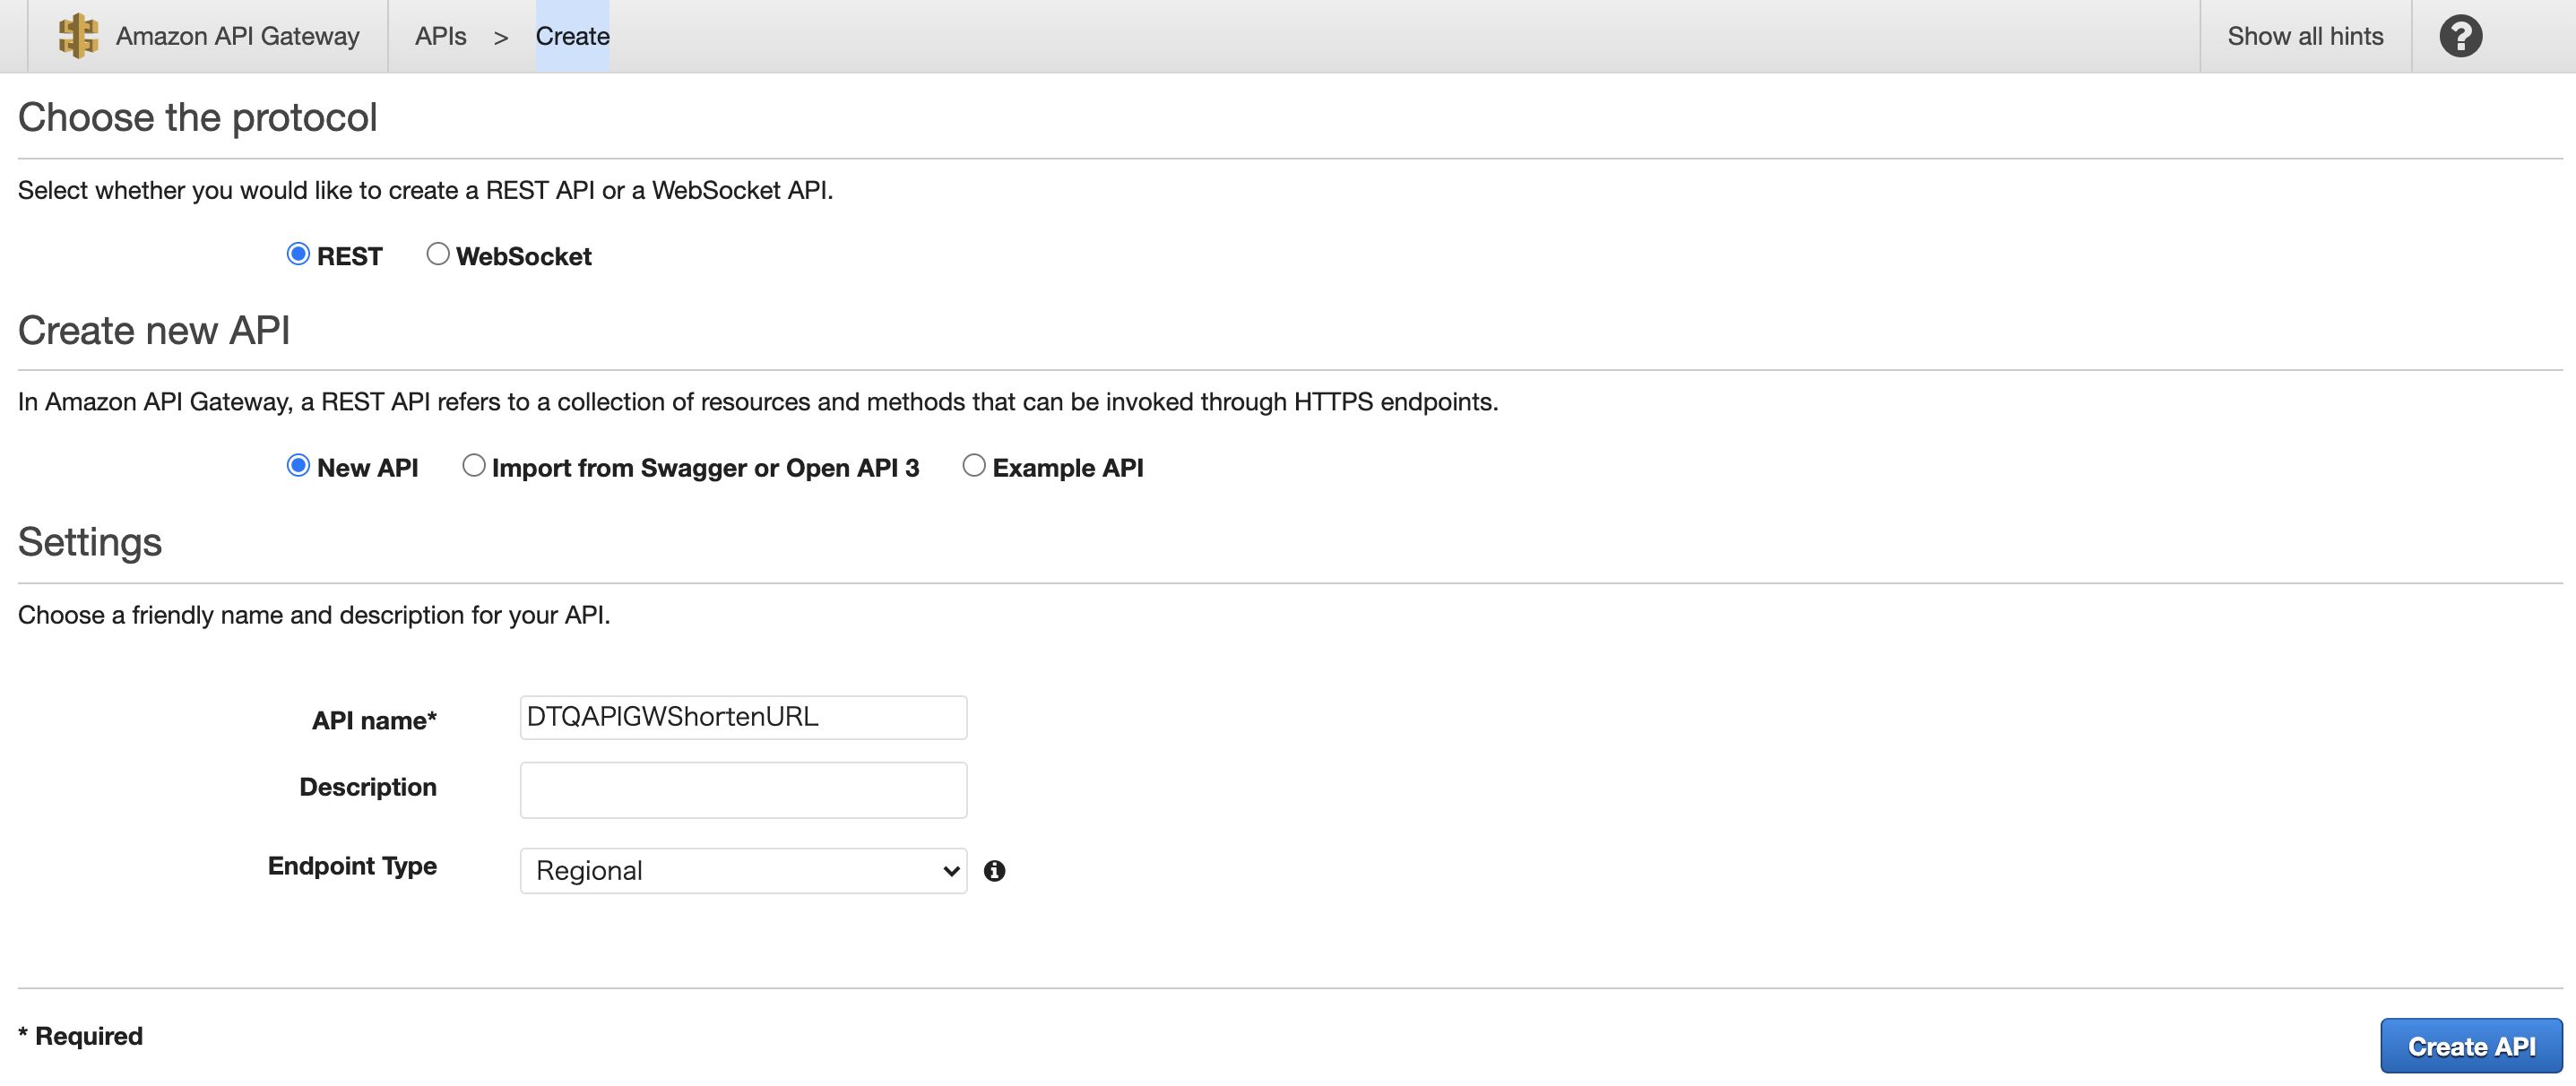 Amazon API Gateway APIs > Create Show all hints ?
Choose the protocol
Select whether you would like to create a REST API or a WebSocket API.
REST WebSocket
Create new API
In Amazon API Gateway, a REST API refers to a collection of resources and methods that can be invoked through HTTPS endpoints.
New API Import from Swagger or Open API 3 Example API
Settings
Choose a friendly name and description for your API.
API name* DTQAPIGWShortenURL
Description
Endpoint Type Regional
* Required Create API